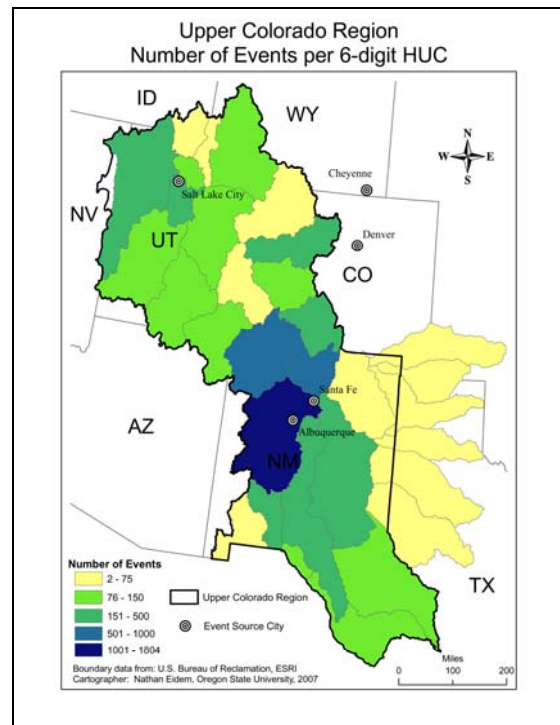 Upper Colorado Region
Number of Events per 6-digit HUC
ID
WY
N
W E
S
Cheyenne
Salt Lake City
NV
UT
Denver
CO
Santa Fe
AZ
Albuquerque
NM
TX
Number of Events
2 - 75
76 - 150
151 - 500
501 - 1000
1001 - 1604
Upper Colorado Region
Event Source City
Boundary data from: U.S. Bureau of Reclamation, ESRI
Cartographer: Nathan Eidem, Oregon State University, 2007
Miles
0 100 200